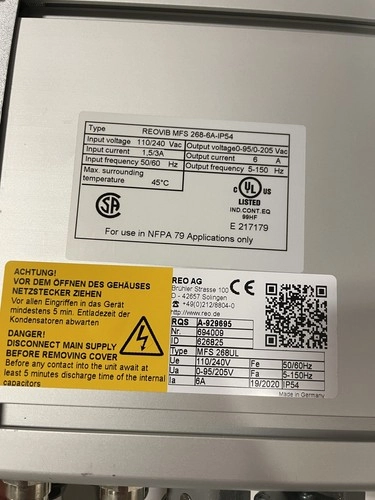 Type REOVIB MFS 268-6A-IP54
Input voltage 110/240 Vac Output voltage0-95/0-205 Vac
Input current 1,5/3A Output current 6 A
Input frequency 50/60 Hz Output frequency 5-150 Hz
Max. surrounding
temperature 45°C
C UL US
LISTED
IND.CONT.EQ
99HF
E 217179
For use in NFPA 79 Applications only
ACHTUNG!
VOR DEM ÖFFNEN DES GEHÄUSES
NETZSTECKER ZIEHEN
Vor allen Eingriffen in das Gerät
mindestens 5 min. Entladezeit der
Kondensatoren abwarten
DANGER!
DISCONNECT MAIN SUPPLY
BEFORE REMOVING COVER
Before any contact into the unit await at
least 5 minutes discharge time of the internal
capacitors
REO AG
Bruhler Strasse 100
D - 42657 Solingen
☎ +49(0)212/8804-0
http://www.reo.de
CE
RQS A-929895
Nr. 694009
ID 626825
Type MFS 268UL
Made in Germany
Ue 110/240V Fe 50/60Hz
Ua 0-95/205V Fa 5-150Hz
Ia 6A 19/2020 IP54